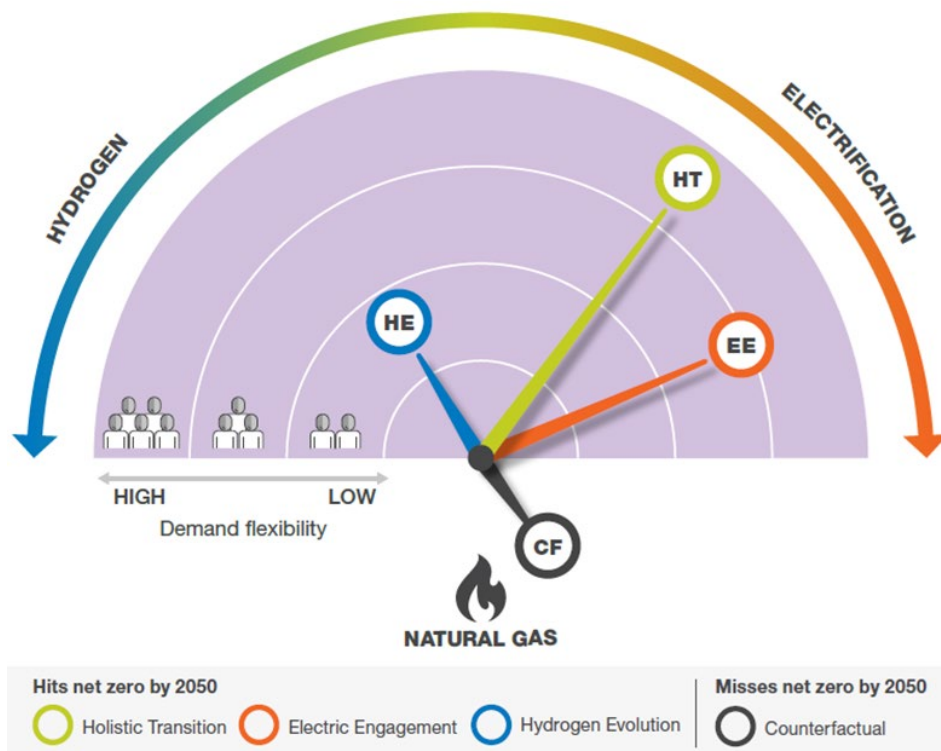 HYDROGEN
ELECTRIFICATION
HT
HE
EE
HIGH
LOW
Demand flexibility
CF
NATURAL GAS
Hits net zero by 2050
Holistic Transition
Electric Engagement
Hydrogen Evolution
Misses net zero by 2050
Counterfactual